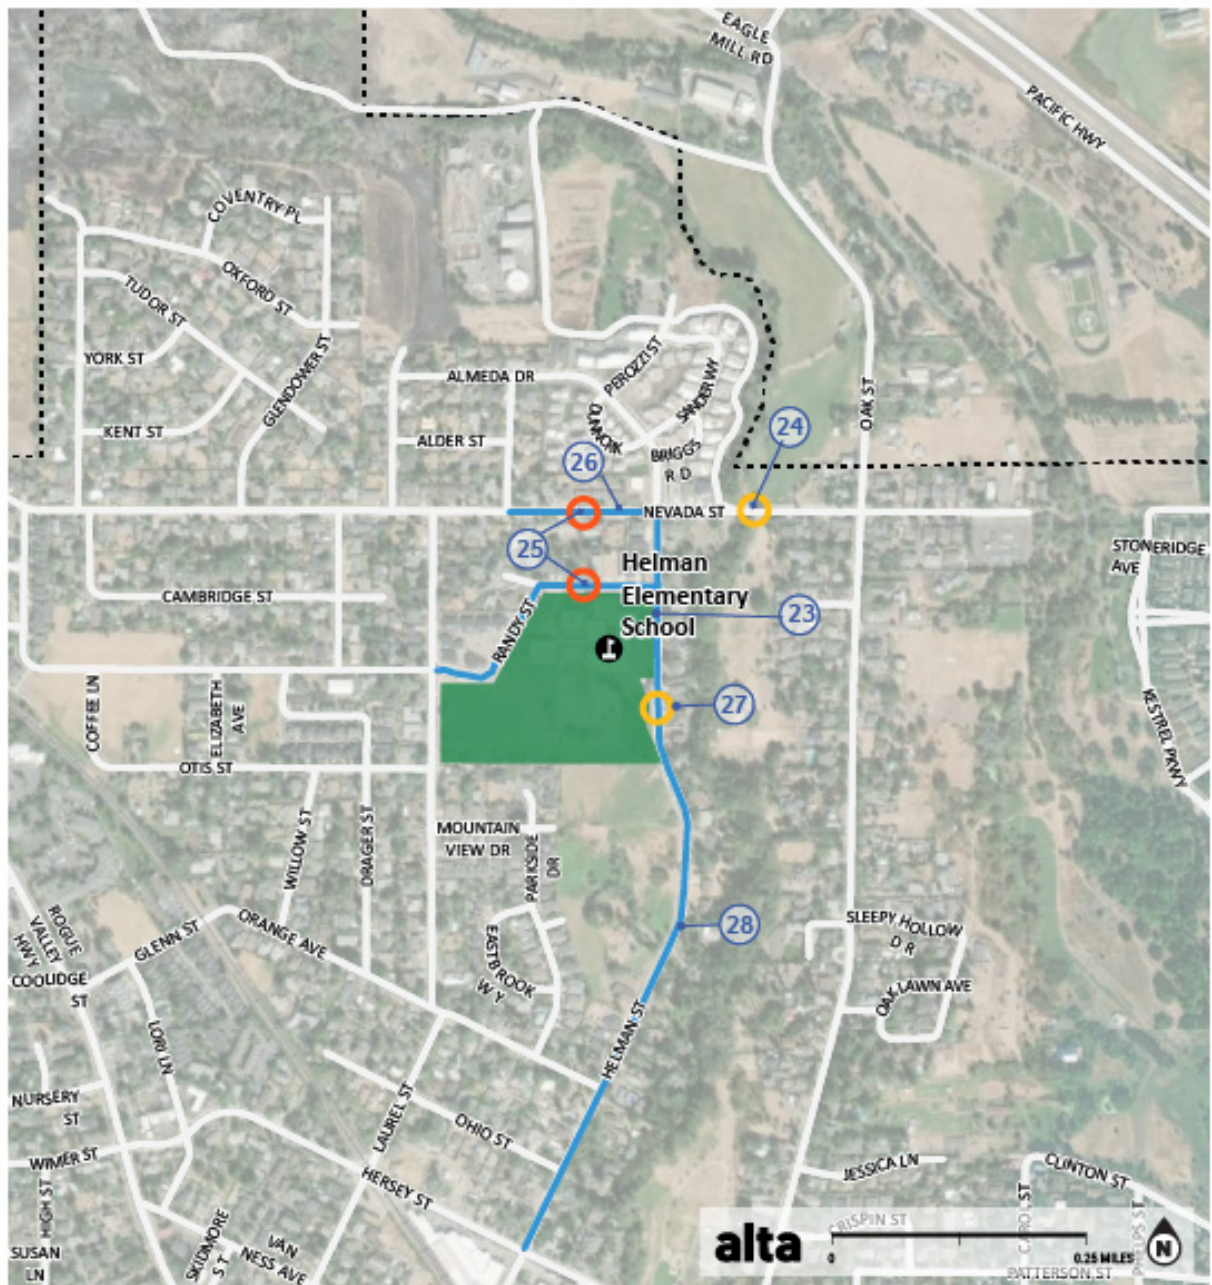 EAGLE
MILL RD
PACIFIC HWY
COVENTRY PL
OXFORD ST
TUDOR ST
YORK ST
GLENDOWER ST
KENT ST
ALMEDA DR
PEROZZI ST
SANDER WY
DUNNORK
ALDER ST
BRIGGS
RD
OAK ST
24
26
NEVADA ST
25
Helman
Elementary
School
STONERIDGE
AVE
CAMBRIDGE ST
RANDY ST
23
COFFEE LN
ELIZABETH
AVE
27
KESTREL PKWY
OTIS ST
WILLOW ST
DRAGER ST
MOUNTAIN
VIEW DR
PARKSIDE
DR
ROGUE
VALLEY
HWY
GLENN ST
ORANGE AVE
28
SLEEPY HOLLOW
DR
EASTBROOK
WY
COOLIDGE
ST
OAK LAWN AVE
LORI LN
HELMAN ST
NURSERY
ST
LAUREL ST
OHIO ST
WIMER ST
HERSEY ST
JESSICA LN
CLINTON ST
HIGH ST
SKIDMORE
ST
VAN
NESS AVE
SUSAN
LN
CAROL ST
PHELPS ST
CRISPIN ST
alta
0
0.25 MILES
N
PATTERSON ST